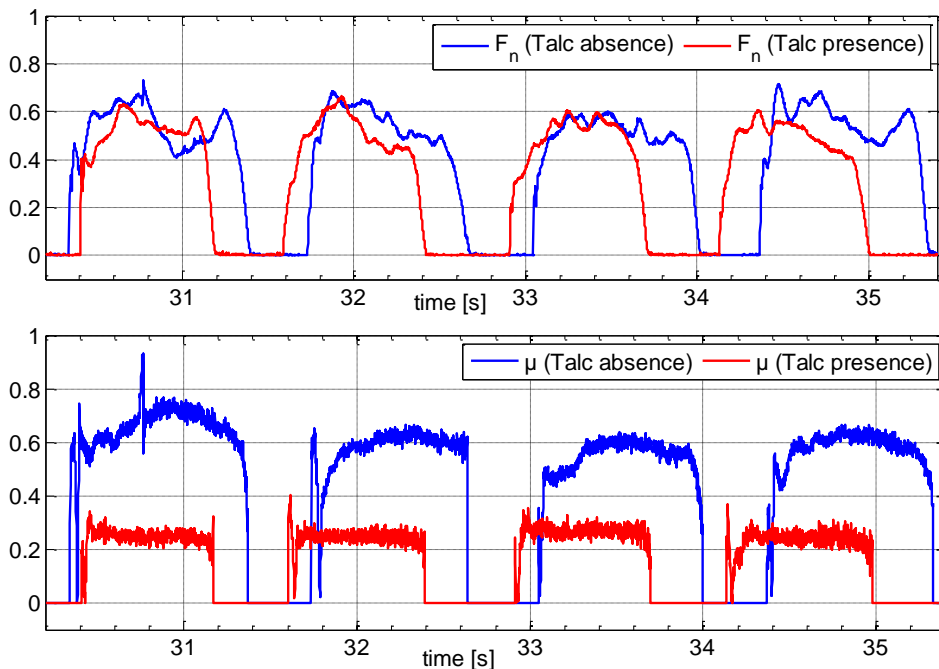 1
0.8
0.6
0.4
0.2
0
F_n (Talc absence) F_n (Talc presence)
31 32 33 34 35
time [s]
1
0.8
0.6
0.4
0.2
0
µ (Talc absence) µ (Talc presence)
31 32 33 34 35
time [s]